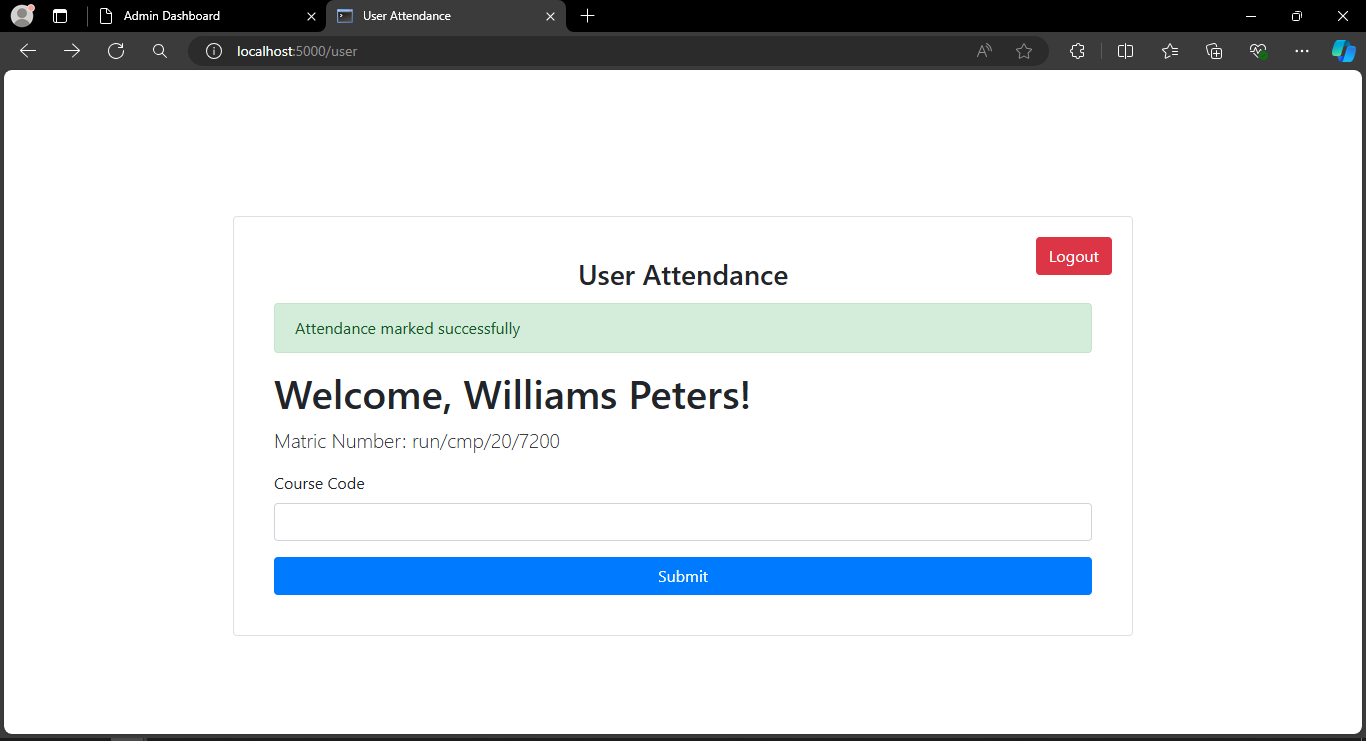 Admin Dashboard
User Attendance
localhost:5000/user
Logout
User Attendance
Attendance marked successfully
Welcome, Williams Peters!
Matric Number: run/cmp/20/7200
Course Code
Submit